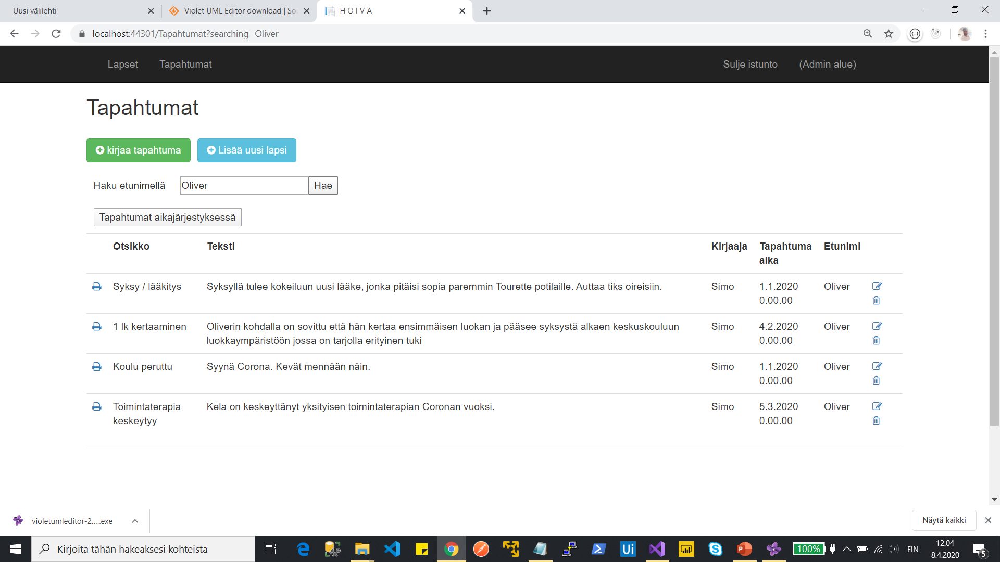 Uusi välilehti
Violet UML Editor download | So
H O I V A
localhost:44301/Tapahtumat?searching=Oliver
Lapset
Tapahtumat
Sulje istunto
(Admin alue)
Tapahtumat
kirjaa tapahtuma
Lisää uusi lapsi
Haku etunimellä
Oliver
Hae
Tapahtumat aikajärjestyksessä
Otsikko Teksti Kirjaaja Tapahtuma Etunimi
aika
Syksy / lääkitys Syksyllä tulee kokeiluun uusi lääke, jonka pitäisi sopia paremmin Tourette potilaille. Auttaa tiks oireisiin. Simo 1.1.2020 Oliver
0.00.00
1 lk kertaaminen Oliverin kohdalla on sovittu että hän kertaa ensimmäisen luokan ja pääsee syksystä alkaen keskuskouluun Simo 4.2.2020 Oliver
luokkaympäristöön jossa on tarjolla erityinen tuki 0.00.00
Koulu peruttu Syynä Corona. Kevät mennään näin. Simo 1.1.2020 Oliver
0.00.00
Toimintaterapia Kela on keskeyttänyt yksityisen toimintaterapian Coronan vuoksi. Simo 5.3.2020 Oliver
keskeytyy 0.00.00
violetumleditor-2.....exe
Näytä kaikki
Kirjoita tähän hakeaksesi kohteista
Ui
100%
FIN
12.04
8.4.2020
5